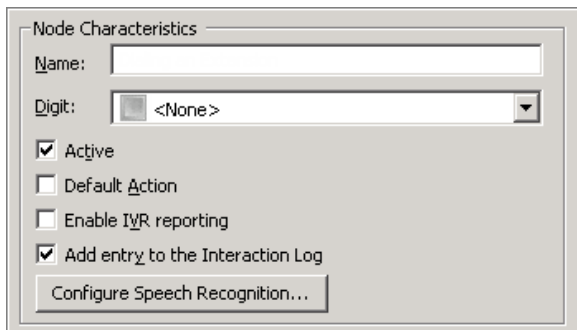 Node Characteristics
Name:
Digit: <None>
Active
Default Action
Enable IVR reporting
Add entry to the Interaction Log
Configure Speech Recognition...